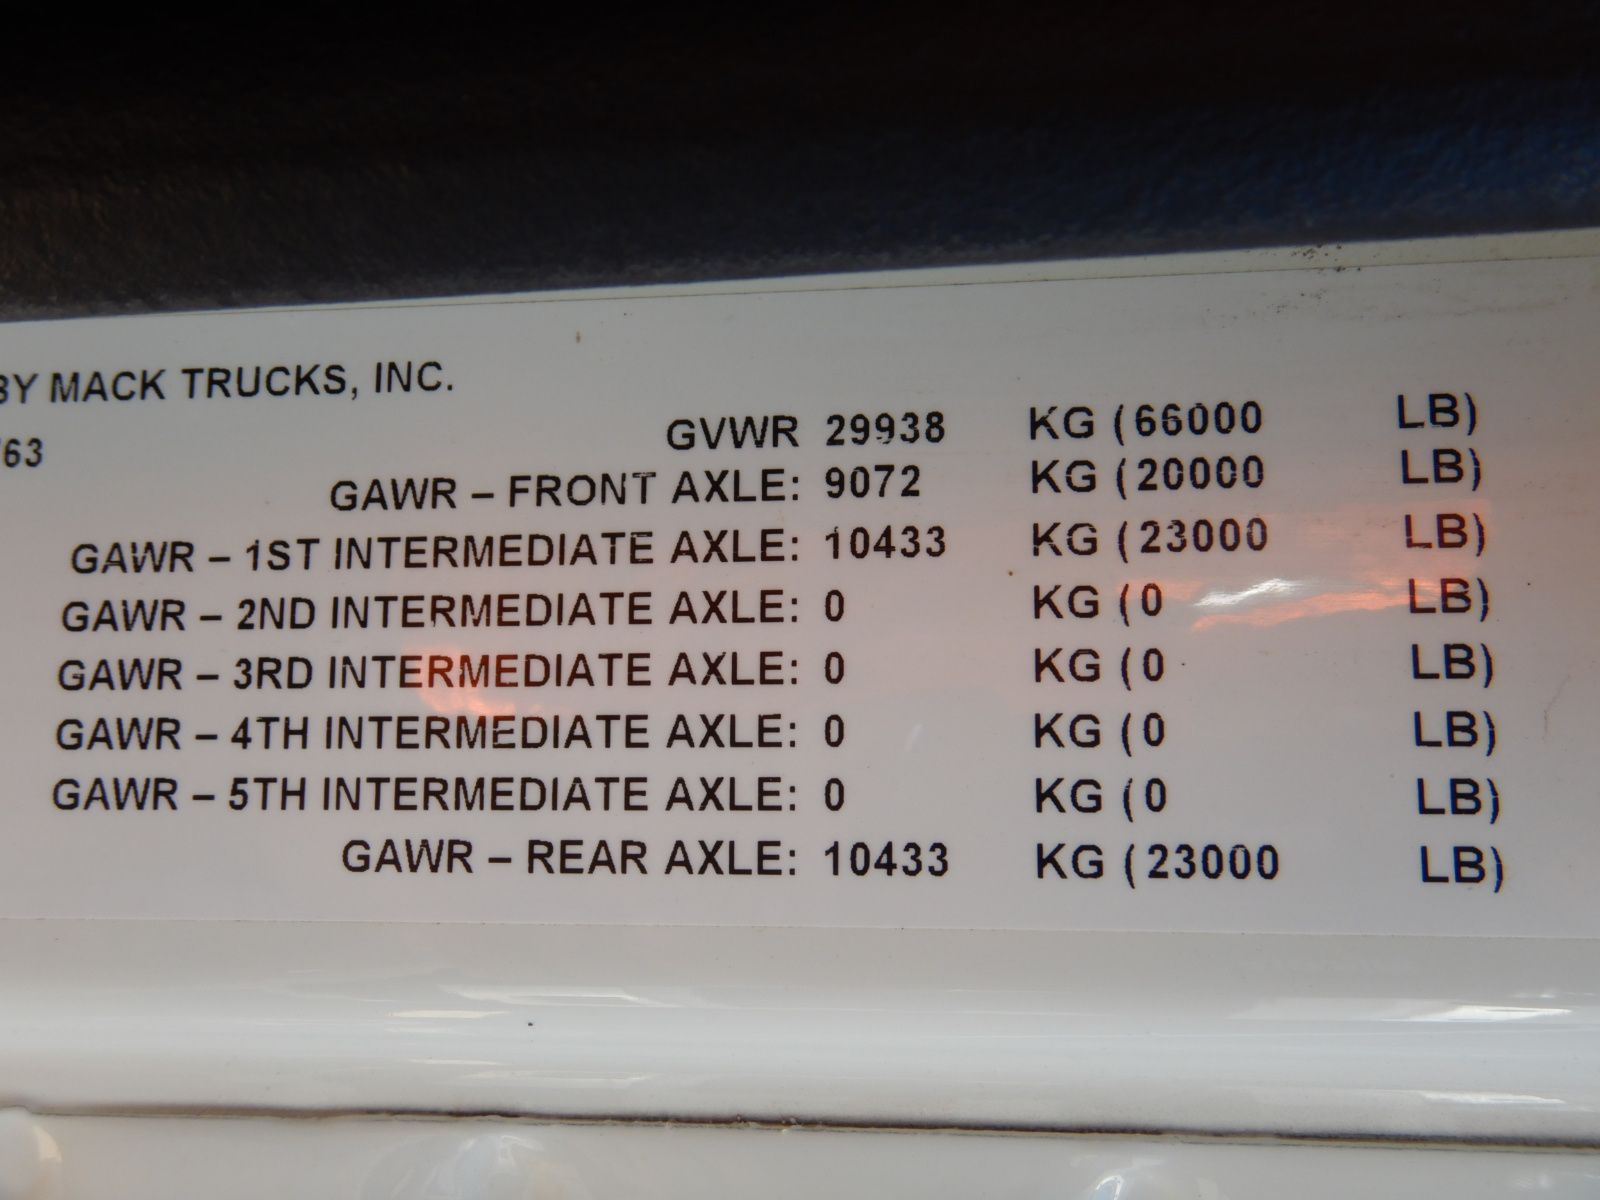 BY MACK TRUCKS, INC.
763
GVWR 29938 KG (66000 LB)
GAWR – FRONT AXLE: 9072 KG (20000 LB)
GAWR – 1ST INTERMEDIATE AXLE: 10433 KG (23000 LB)
GAWR – 2ND INTERMEDIATE AXLE: 0 KG (0 LB)
GAWR – 3RD INTERMEDIATE AXLE: 0 KG (0 LB)
GAWR – 4TH INTERMEDIATE AXLE: 0 KG (0 LB)
GAWR – 5TH INTERMEDIATE AXLE: 0 KG (0 LB)
GAWR – REAR AXLE: 10433 KG (23000 LB)